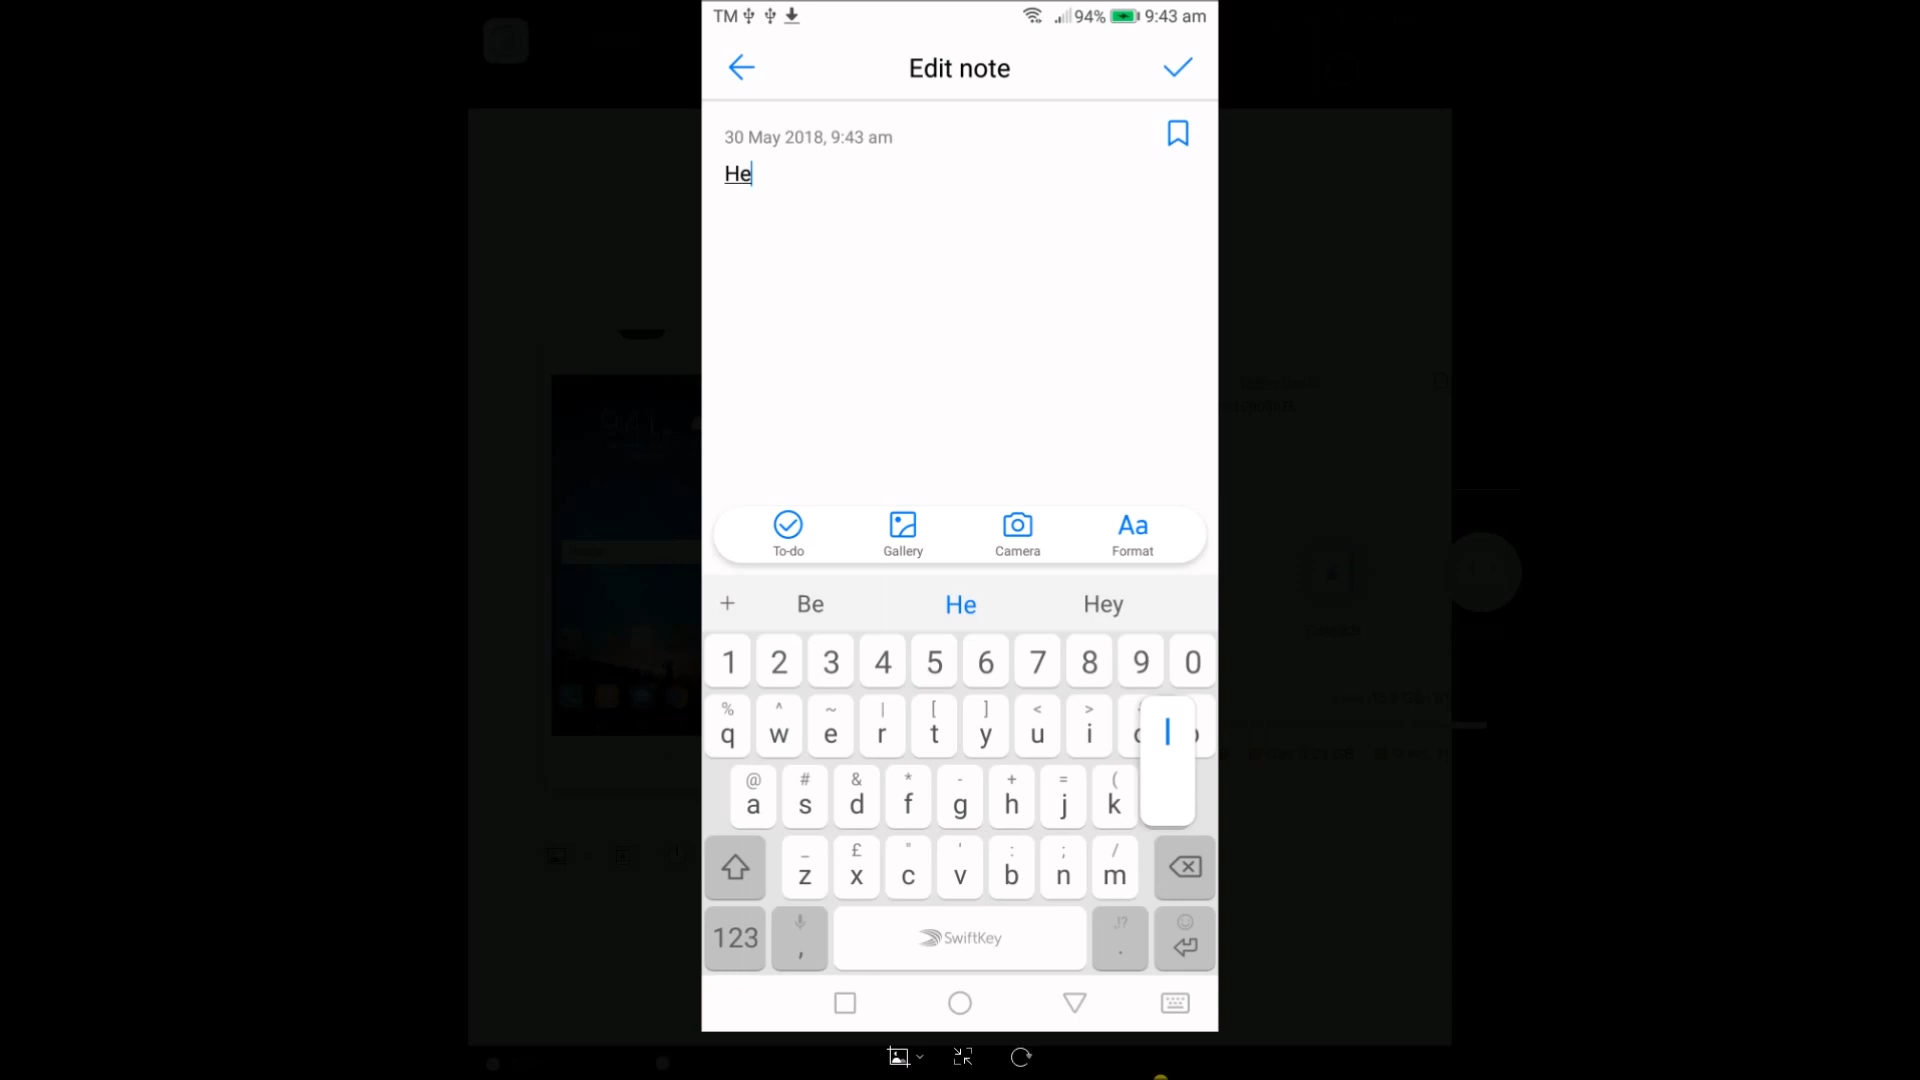 TM 94% 9:43 am
Edit note
30 May 2018, 9:43 am
He
To-do Gallery Camera Format
+ Be He Hey
1 2 3 4 5 6 7 8 9 0
% ^ ~ | [ ] < >
q w e r t y u i
@ # & * - + = (
a s d f g h j k l
_ £ " ' : ; /
z x c v b n m
,!?
123 , SwiftKey .